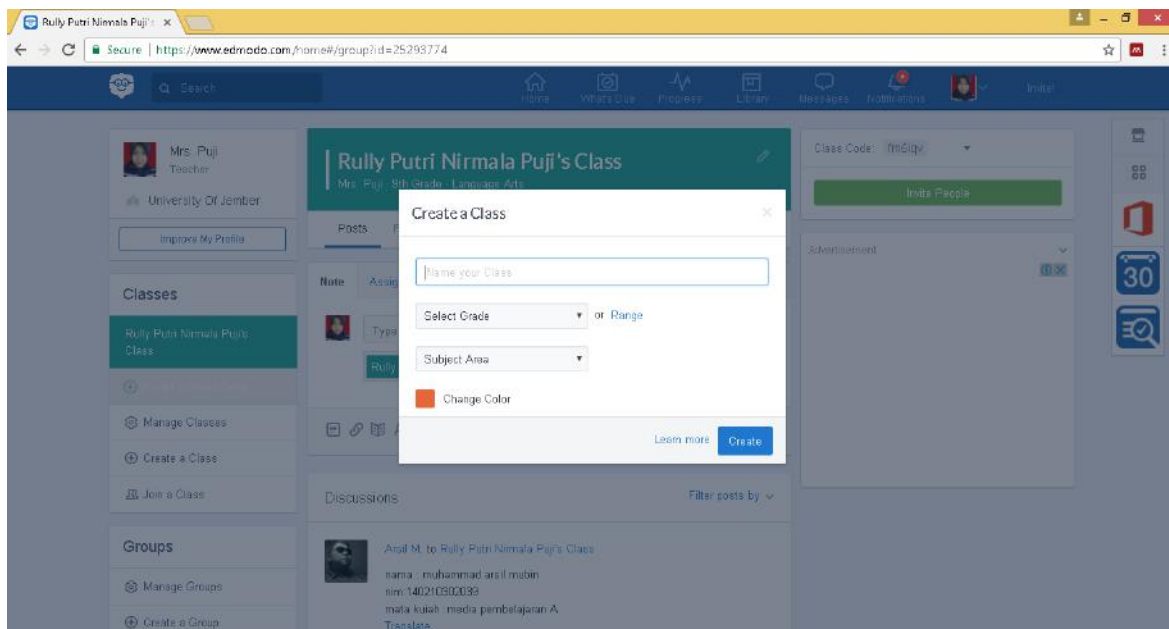 Rully Putri Nirmala Puji's
Secure | https://www.edmodo.com/home#/group?id=25293774
Search
Home
What's Due
Progress
Library
Messages
Notifications
Invite!
Mrs. Puji
Teacher
University Of Jember
Improve My Profile
Classes
Rully Putri Nirmala Puji's
Class
Manage Classes
Create a Class
Join a Class
Groups
Manage Groups
Create a Group
Rully Putri Nirmala Puji's Class
Mrs. Puji · 9th Grade · Language Arts
Posts
Note
Assig
Type
Rully
Create a Class
Name your Class
Select Grade
or Range
Subject Area
Change Color
Learn more
Create
Discussions
Filter posts by
Arsil M. to Rully Putri Nirmala Puji's Class
nama : muhammad arsil mubin
nim:140210302039
mata kuiah :media pembelajaran A
Translate
Class Code:
Invite People
Advertisement
30